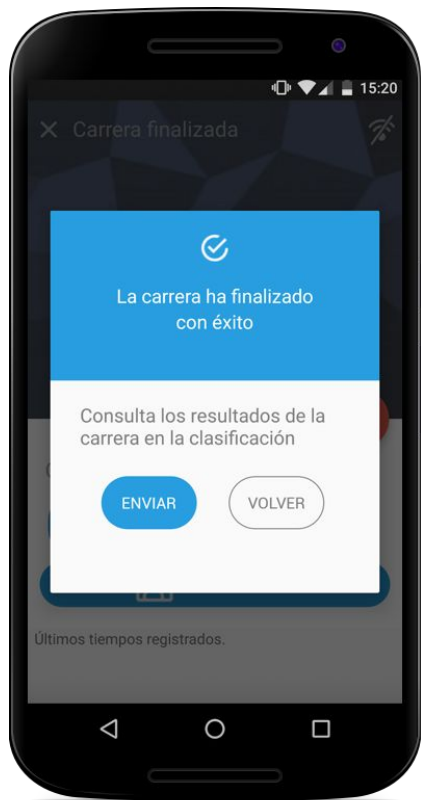 15:20
Carrera finalizada
La carrera ha finalizado
con éxito
Consulta los resultados de la
carrera en la clasificación
ENVIAR
VOLVER
Últimos tiempos registrados.